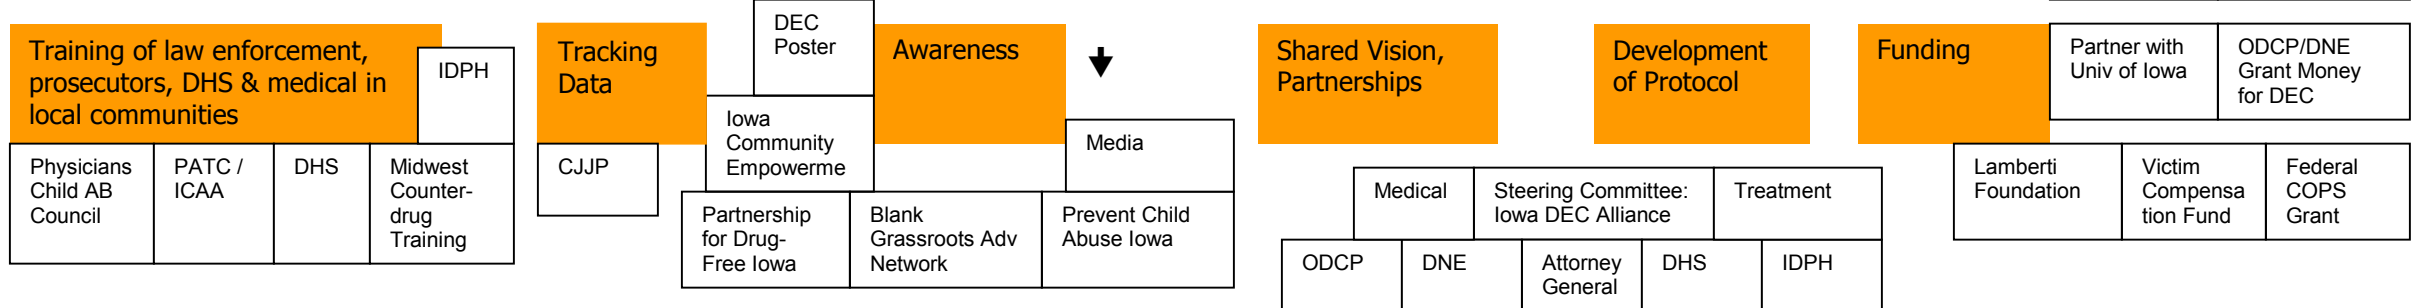 Training of law enforcement,
prosecutors, DHS & medical in
local communities
IDPH
Physicians
Child AB
Council
PATC /
ICAA
DHS
Midwest
Counter-
drug
Training
Tracking
Data
CJJP
DEC
Poster
Awareness
Iowa
Community
Empowerme
Media
Partnership
for Drug-
Free Iowa
Blank
Grassroots Adv
Network
Prevent Child
Abuse Iowa
Shared Vision,
Partnerships
Development
of Protocol
Medical
Steering Committee:
Iowa DEC Alliance
Treatment
ODCP
DNE
Attorney
General
DHS
IDPH
Funding
Partner with
Univ of Iowa
ODCP/DNE
Grant Money
for DEC
Lamberti
Foundation
Victim
Compensa
tion Fund
Federal
COPS
Grant